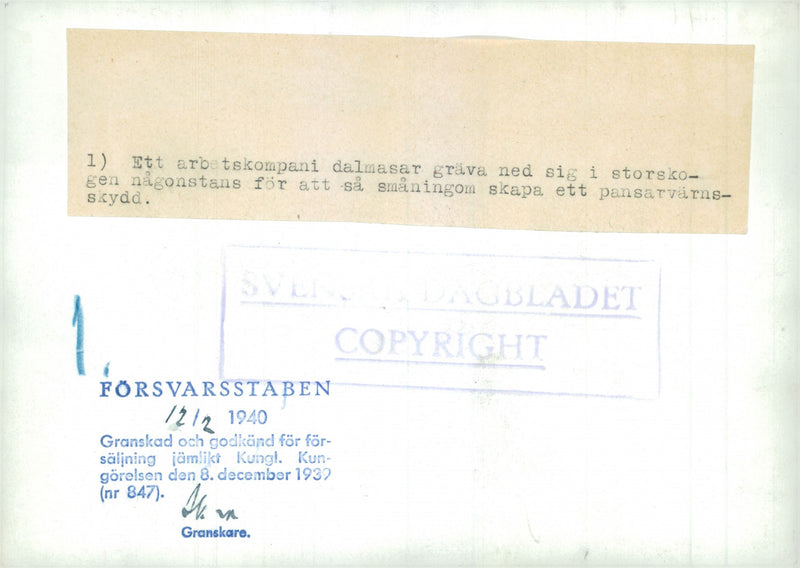 1) Ett arbetskompani dalmasar gräva ned sig i storsko-
gen någonstans för att så småningom skapa ett pansarvärns-
skydd.
SVENSKA DAGBLADET
COPYRIGHT
1.
FÖRSVARSSTABEN
12/2 1940
Granskad och godkänd för för-
säljning jämlikt Kungl. Kun-
görelsen den 8. december 1939
(nr 847).
Granskare.